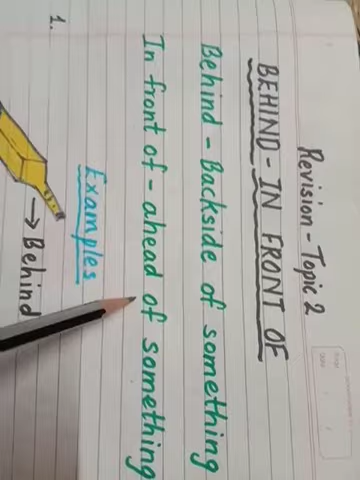 Revision - Topic 2
BEHIND - IN FRONT OF
Behind - Backside of something
In front of - ahead of something
Examples
1.
→ Behind